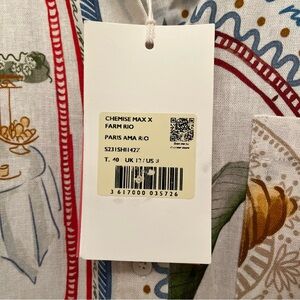 CHEMISE MAX X
FARM RIO
PARIS AMA RIO
S231SHI1427
T. 40 UK 12 / US 8
3 617000 035726